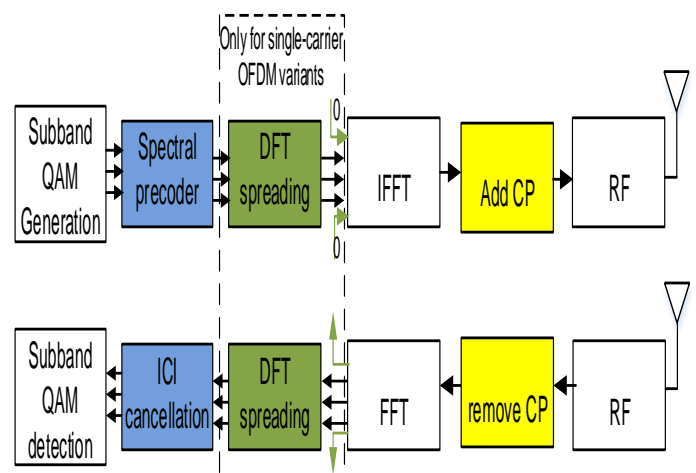 Only for single-carrier
OFDM variants
0
Subband
QAM
Generation
Spectral
precoder
DFT
spreading
IFFT
Add CP
RF
0
Subband
QAM
detection
ICI
cancellation
DFT
spreading
FFT
remove CP
RF